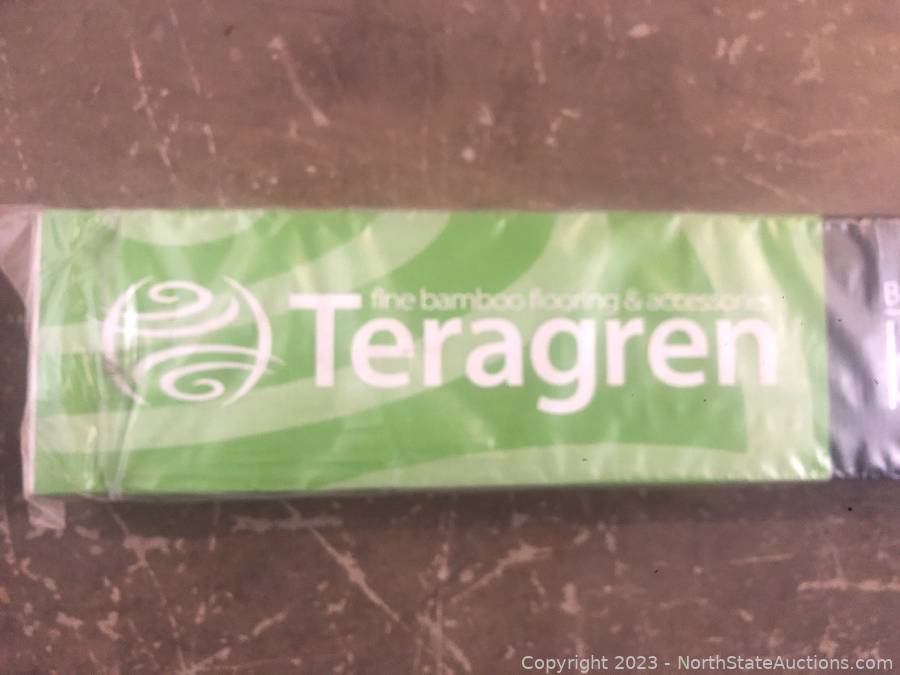 fine bamboo flooring & accessories
Teragren
Copyright 2023 - NorthStateAuctions.com